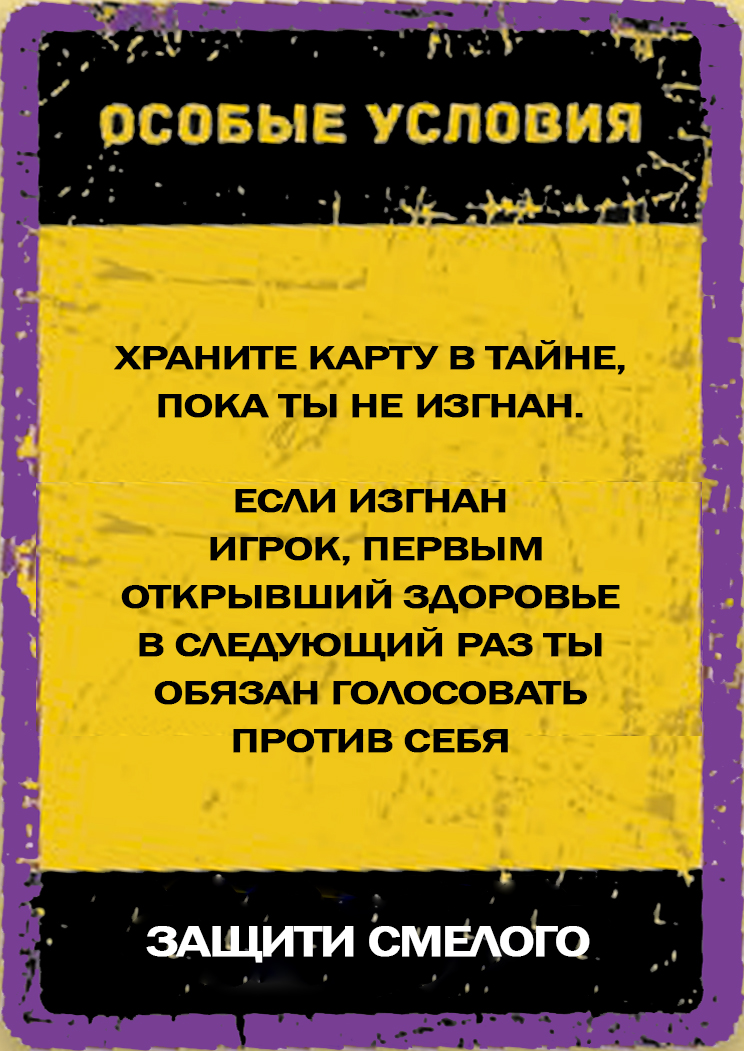 ОСОБЫЕ УСЛОВИЯ
ХРАНИТЕ КАРТУ В ТАЙНЕ,
ПОКА ТЫ НЕ ИЗГНАН.
ЕСЛИ ИЗГНАН
ИГРОК, ПЕРВЫМ
ОТКРЫВШИЙ ЗДОРОВЬЕ
В СЛЕДУЮЩИЙ РАЗ ТЫ
ОБЯЗАН ГОЛОСОВАТЬ
ПРОТИВ СЕБЯ
ЗАЩИТИ СМЕЛОГО